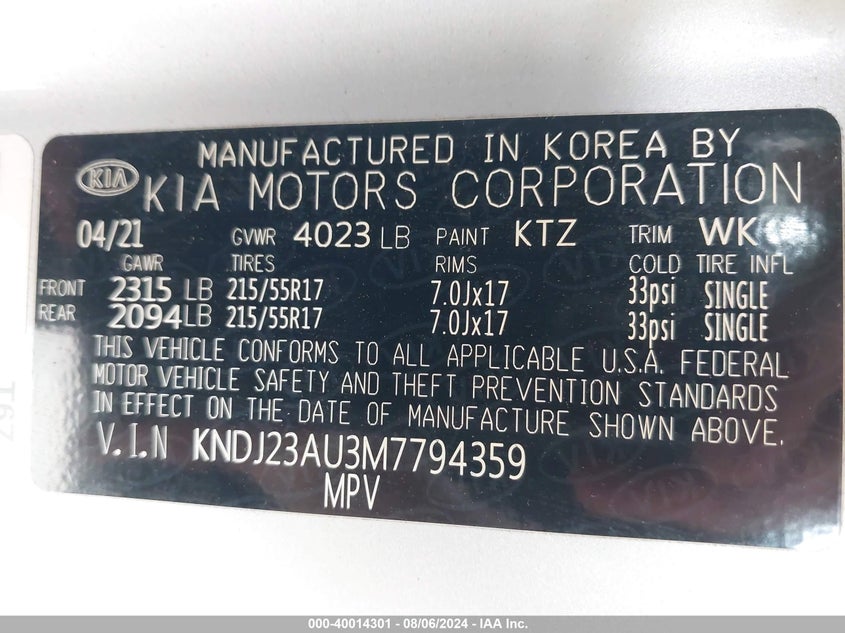 MANUFACTURED IN KOREA BY
KIA KIA MOTORS CORPORATION
04/21 GVWR 4023 LB PAINT KTZ TRIM WK
GAWR TIRES RIMS COLD TIRE INFL
FRONT 2315 LB 215/55R17 7.0Jx17 33psi SINGLE
REAR 2094 LB 215/55R17 7.0Jx17 33psi SINGLE
THIS VEHICLE CONFORMS TO ALL APPLICABLE U.S.A. FEDERAL
MOTOR VEHICLE SAFETY AND THEFT PREVENTION STANDARDS
IN EFFECT ON THE DATE OF MANUFACTURE SHOWN ABOVE.
V.I.N KNDJ23AU3M7794359
MPV
000-40014301 - 08/06/2024 - IAA Inc.